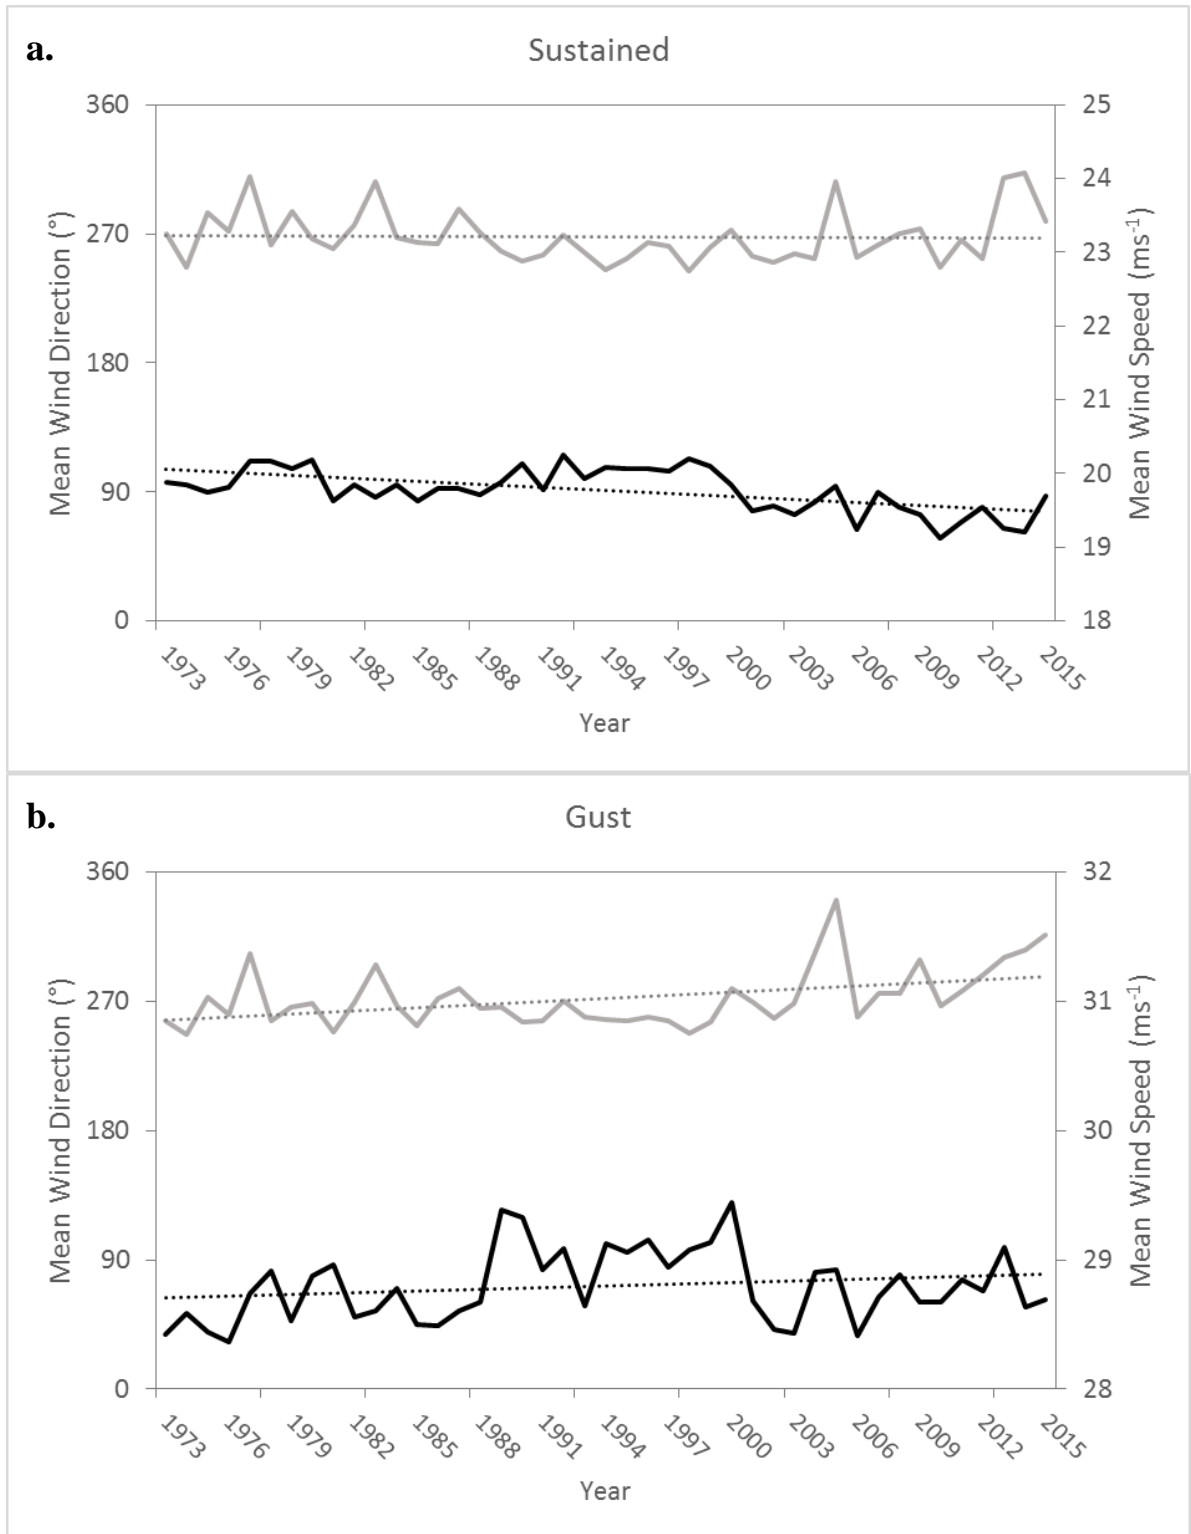 a.
Sustained
360
270
180
90
0
Mean Wind Direction (°)
25
24
23
22
21
20
19
18
Mean Wind Speed (ms-1)
1973 1976 1979 1982 1985 1988 1991 1994 1997 2000 2003 2006 2009 2012 2015
Year
b.
Gust
360
270
180
90
0
Mean Wind Direction (°)
32
31
30
29
28
Mean Wind Speed (ms-1)
1973 1976 1979 1982 1985 1988 1991 1994 1997 2000 2003 2006 2009 2012 2015
Year